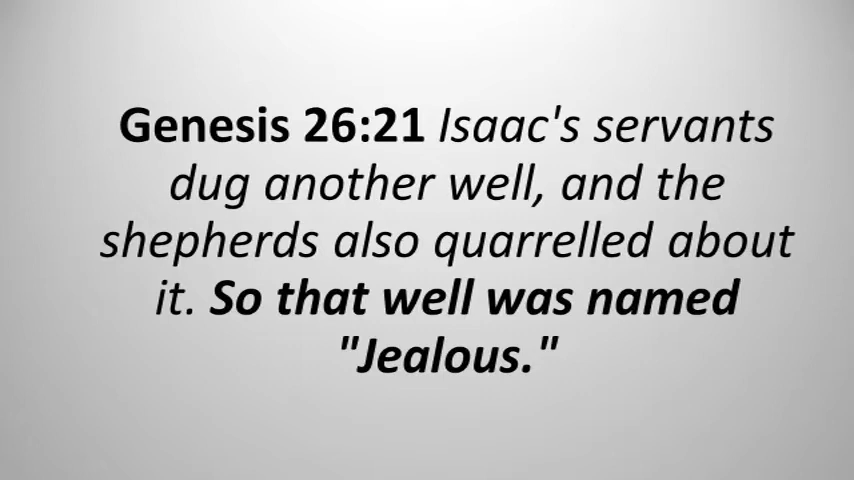 Genesis 26:21 Isaac's servants
dug another well, and the
shepherds also quarrelled about
it. So that well was named
"Jealous."